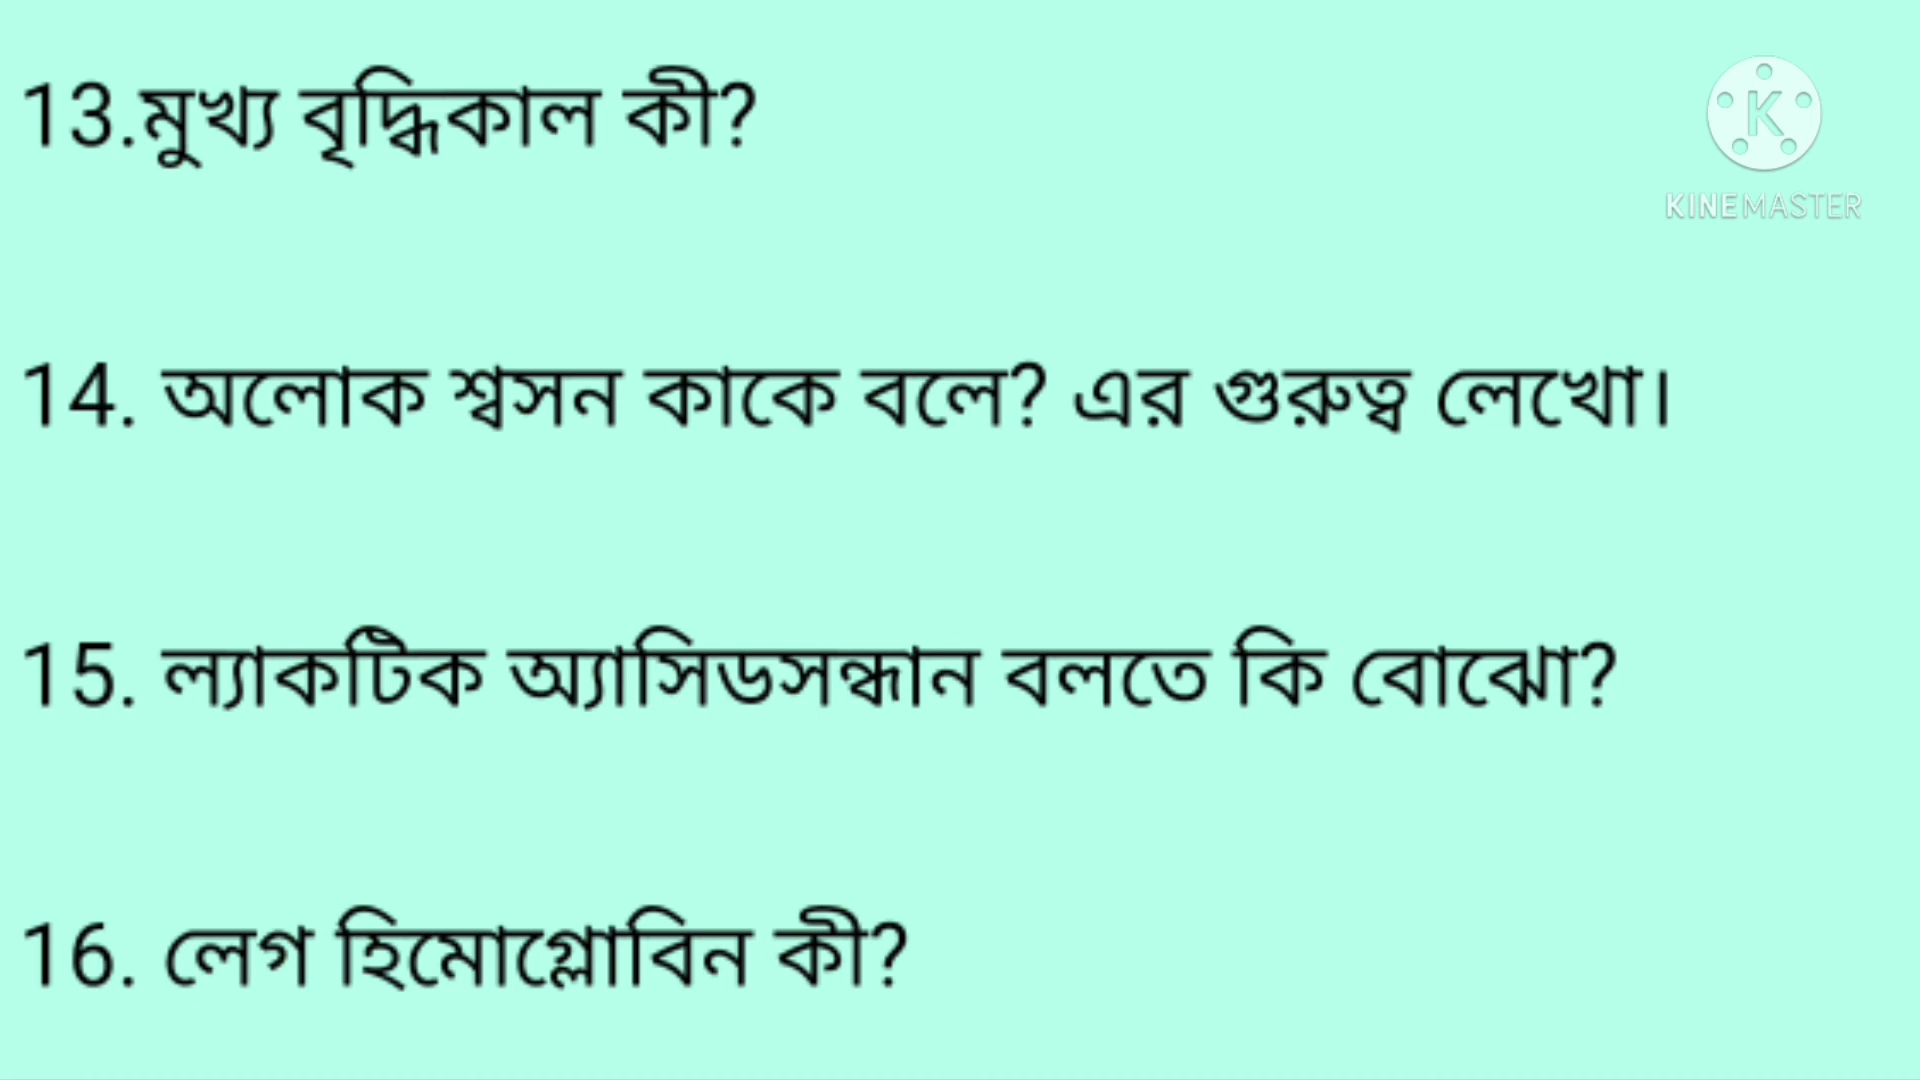 13.মুখ্য বৃদ্ধিকাল কী?
KINEMASTER
14. অলোক শ্বসন কাকে বলে? এর গুরুত্ব লেখো।
15. ল্যাকটিক অ্যাসিডসন্ধান বলতে কি বোঝো?
16. লেগ হিমোগ্লোবিন কী?